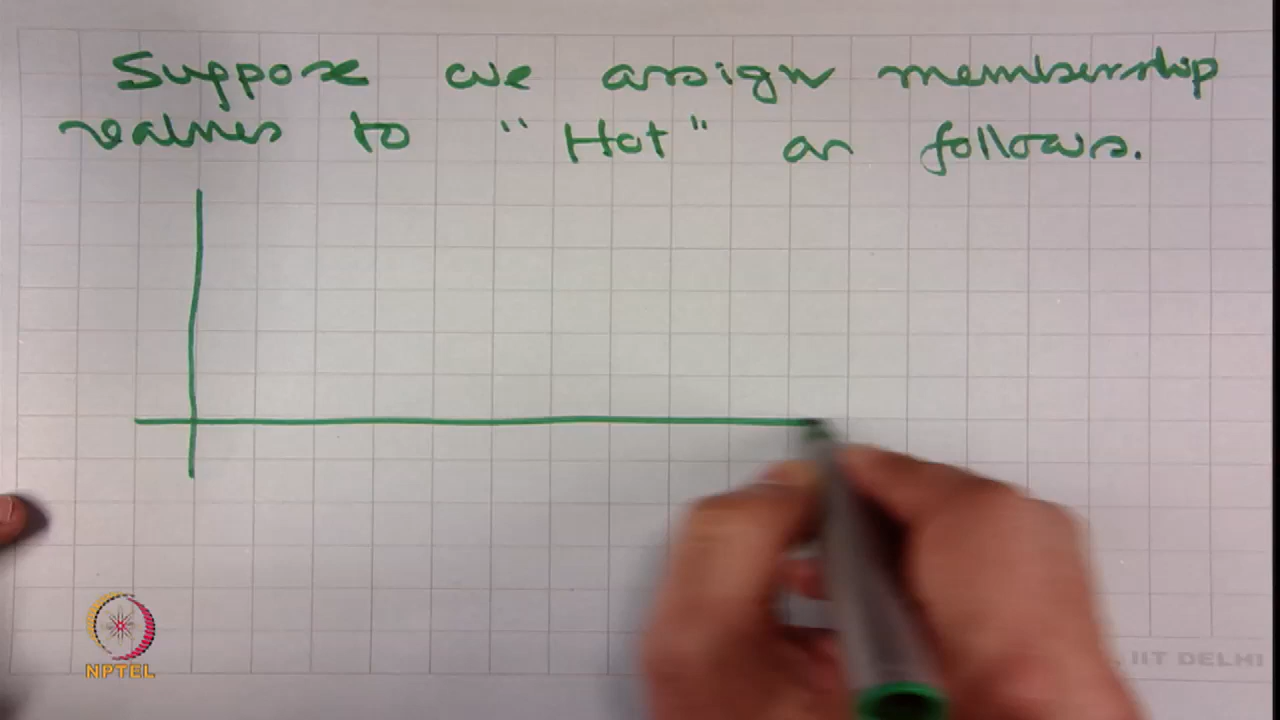 Suppose we assign membership
values to "Hot" as follows.
NPTEL
IIT DELHI